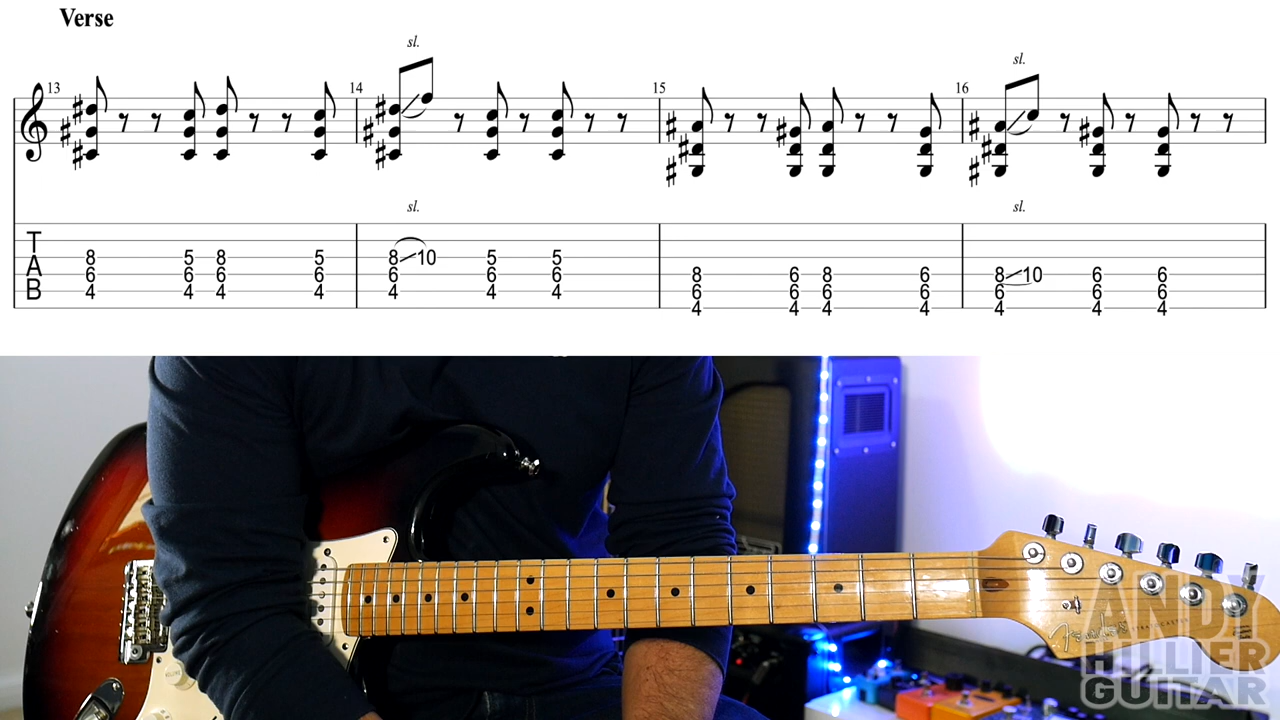 Verse
sl.
sl.
13
14
15
16
sl.
sl.
T
A
B
8 5 8 5 8 10 5 5
6 6 6 6 6 6 6 8 6 8 6 8 10 6 6
4 4 4 4 4 4 4 6 6 6 6 6 6 6
4 4 4 4 4 4 4
Fender
STRATOCASTER
ANDY
HILLIER
GUITAR